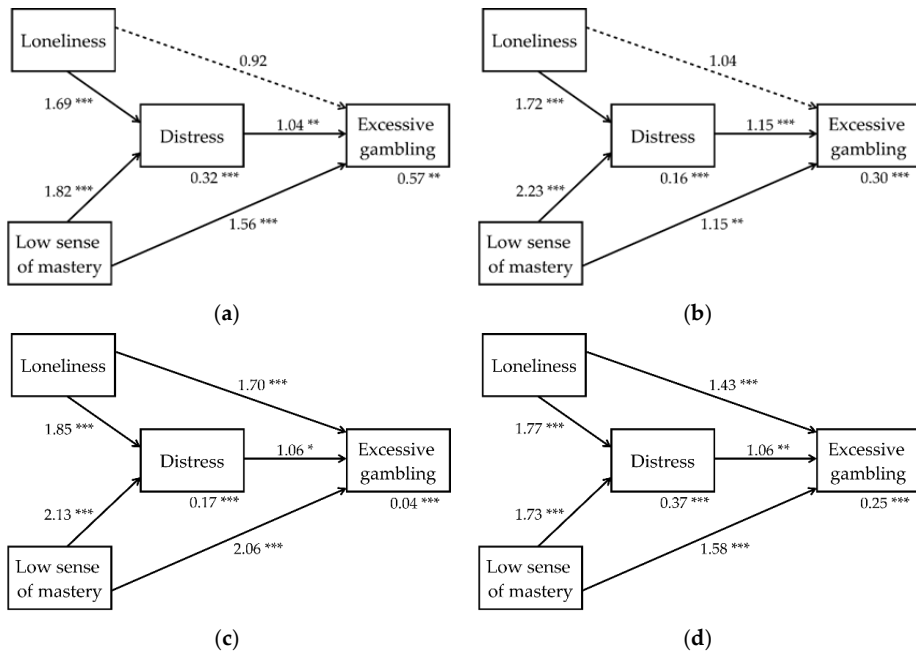 Loneliness
0.92
1.69 ***
Distress
1.04 **
Excessive
gambling
0.32 ***
0.57 **
1.82 ***
1.56 ***
Low sense
of mastery
(a)
Loneliness
1.04
1.72 ***
Distress
1.15 ***
Excessive
gambling
0.16 ***
0.30 ***
2.23 ***
1.15 **
Low sense
of mastery
(b)
Loneliness
1.70 ***
1.85 ***
Distress
1.06 *
Excessive
gambling
0.17 ***
0.04 ***
2.13 ***
2.06 ***
Low sense
of mastery
(c)
Loneliness
1.43 ***
1.77 ***
Distress
1.06 **
Excessive
gambling
0.37 ***
0.25 ***
1.73 ***
1.58 ***
Low sense
of mastery
(d)